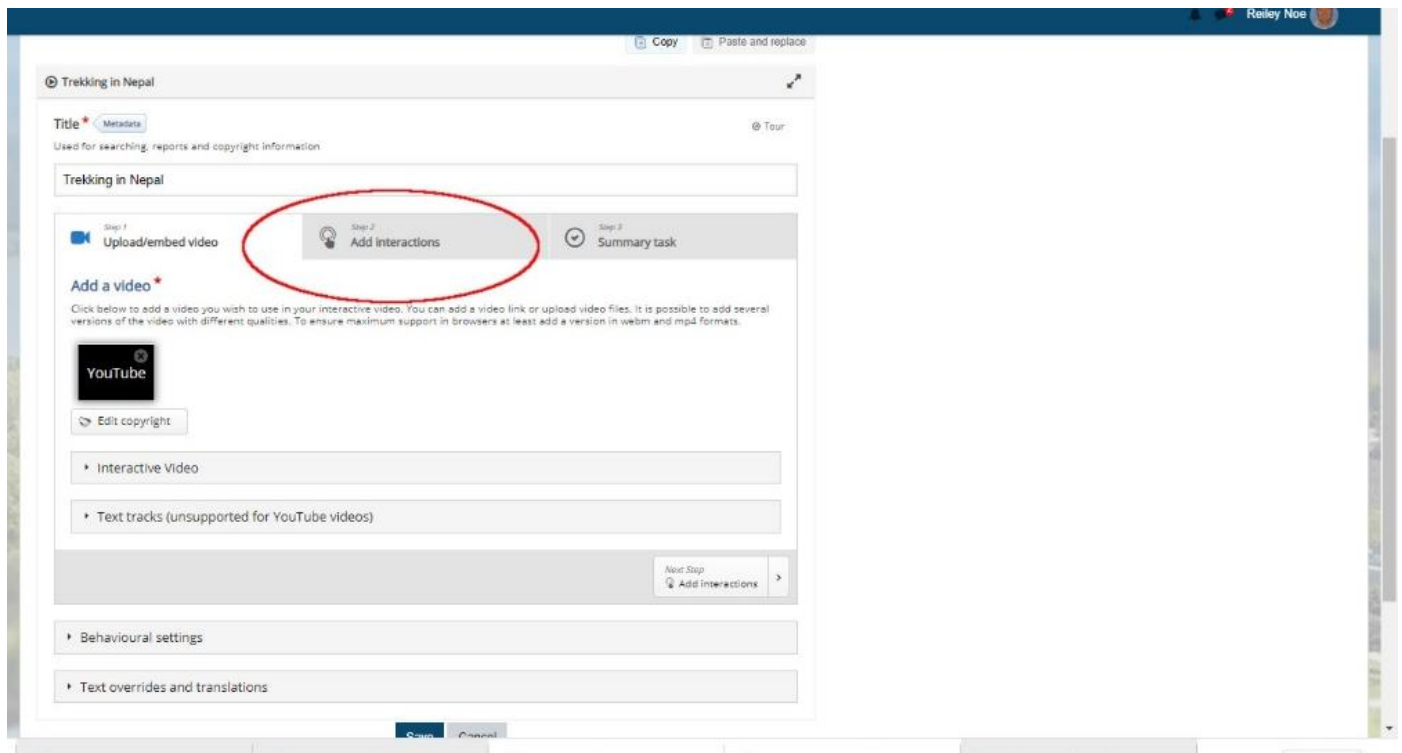 Reiley Noe
Copy Paste and replace
Trekking in Nepal
Title * Metadata
Tour
Used for searching, reports and copyright information
Trekking in Nepal
Step 1
Upload/embed video
Step 2
Add interactions
Step 3
Summary task
Add a video *
Click below to add a video you wish to use in your interactive video. You can add a video link or upload video files. It is possible to add several
versions of the video with different qualities. To ensure maximum support in browsers at least add a version in webm and mp4 formats.
YouTube
Edit copyright
Interactive Video
Text tracks (unsupported for YouTube videos)
Next Step
Add interactions
Behavioural settings
Text overrides and translations
Save Cancel